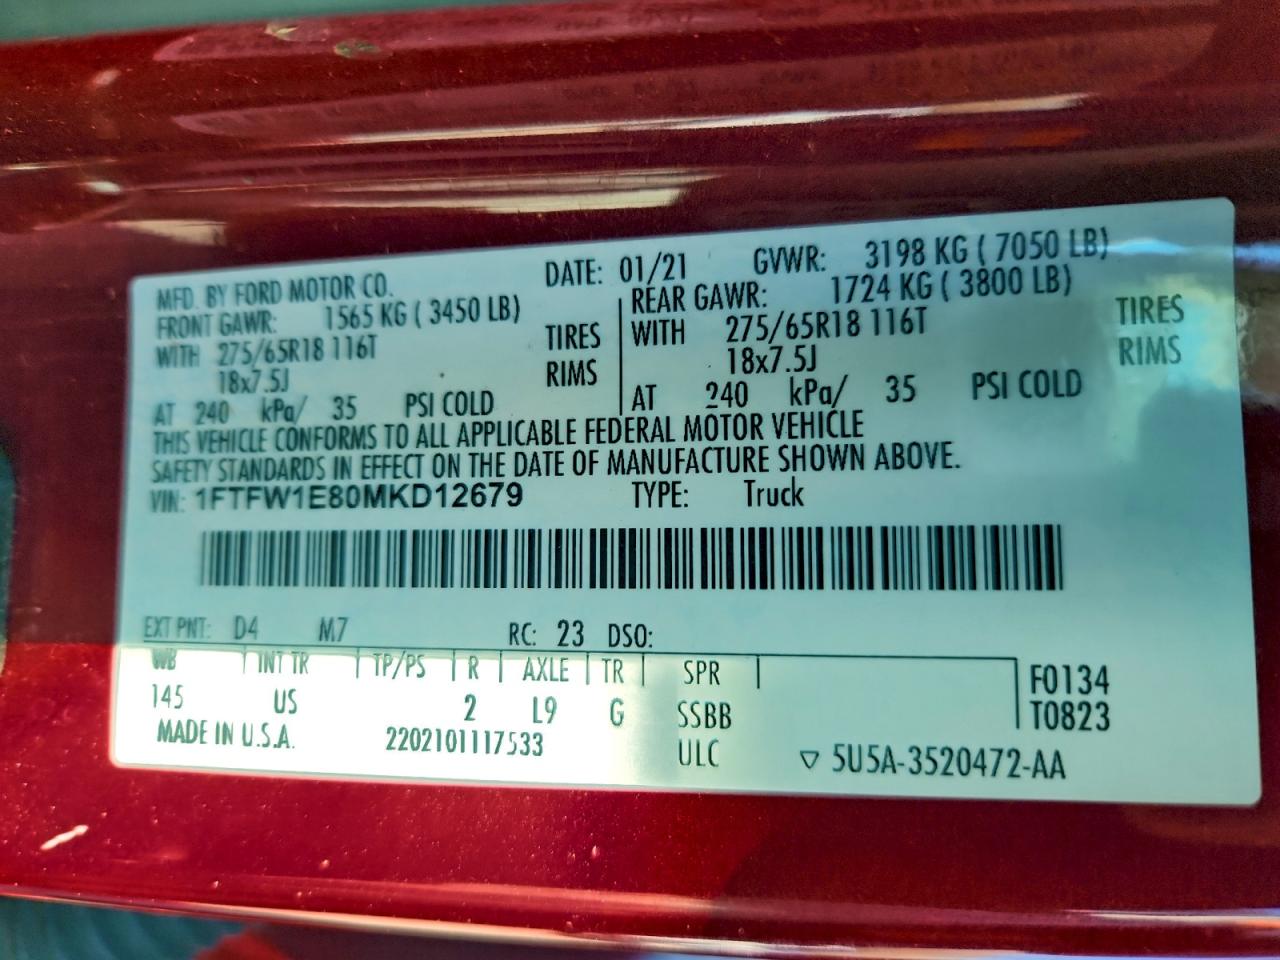 MFD. BY FORD MOTOR CO. DATE: 01/21 GVWR: 3198 KG ( 7050 LB)
FRONT GAWR: 1565 KG ( 3450 LB) REAR GAWR: 1724 KG ( 3800 LB)
WITH 275/65R18 116T TIRES WITH 275/65R18 116T TIRES
18x7.5J RIMS 18x7.5J RIMS
AT 240 kPa/ 35 PSI COLD AT 240 kPa/ 35 PSI COLD
THIS VEHICLE CONFORMS TO ALL APPLICABLE FEDERAL MOTOR VEHICLE
SAFETY STANDARDS IN EFFECT ON THE DATE OF MANUFACTURE SHOWN ABOVE.
VIN: 1FTFW1E80MKD12679 TYPE: Truck
EXT PNT: D4 M7 RC: 23 DSO:
WB INT TR TP/PS R AXLE TR SPR F0134
145 US 2 L9 G SSBB T0823
MADE IN U.S.A. 2202101117533 ULC ▽ 5U5A-3520472-AA